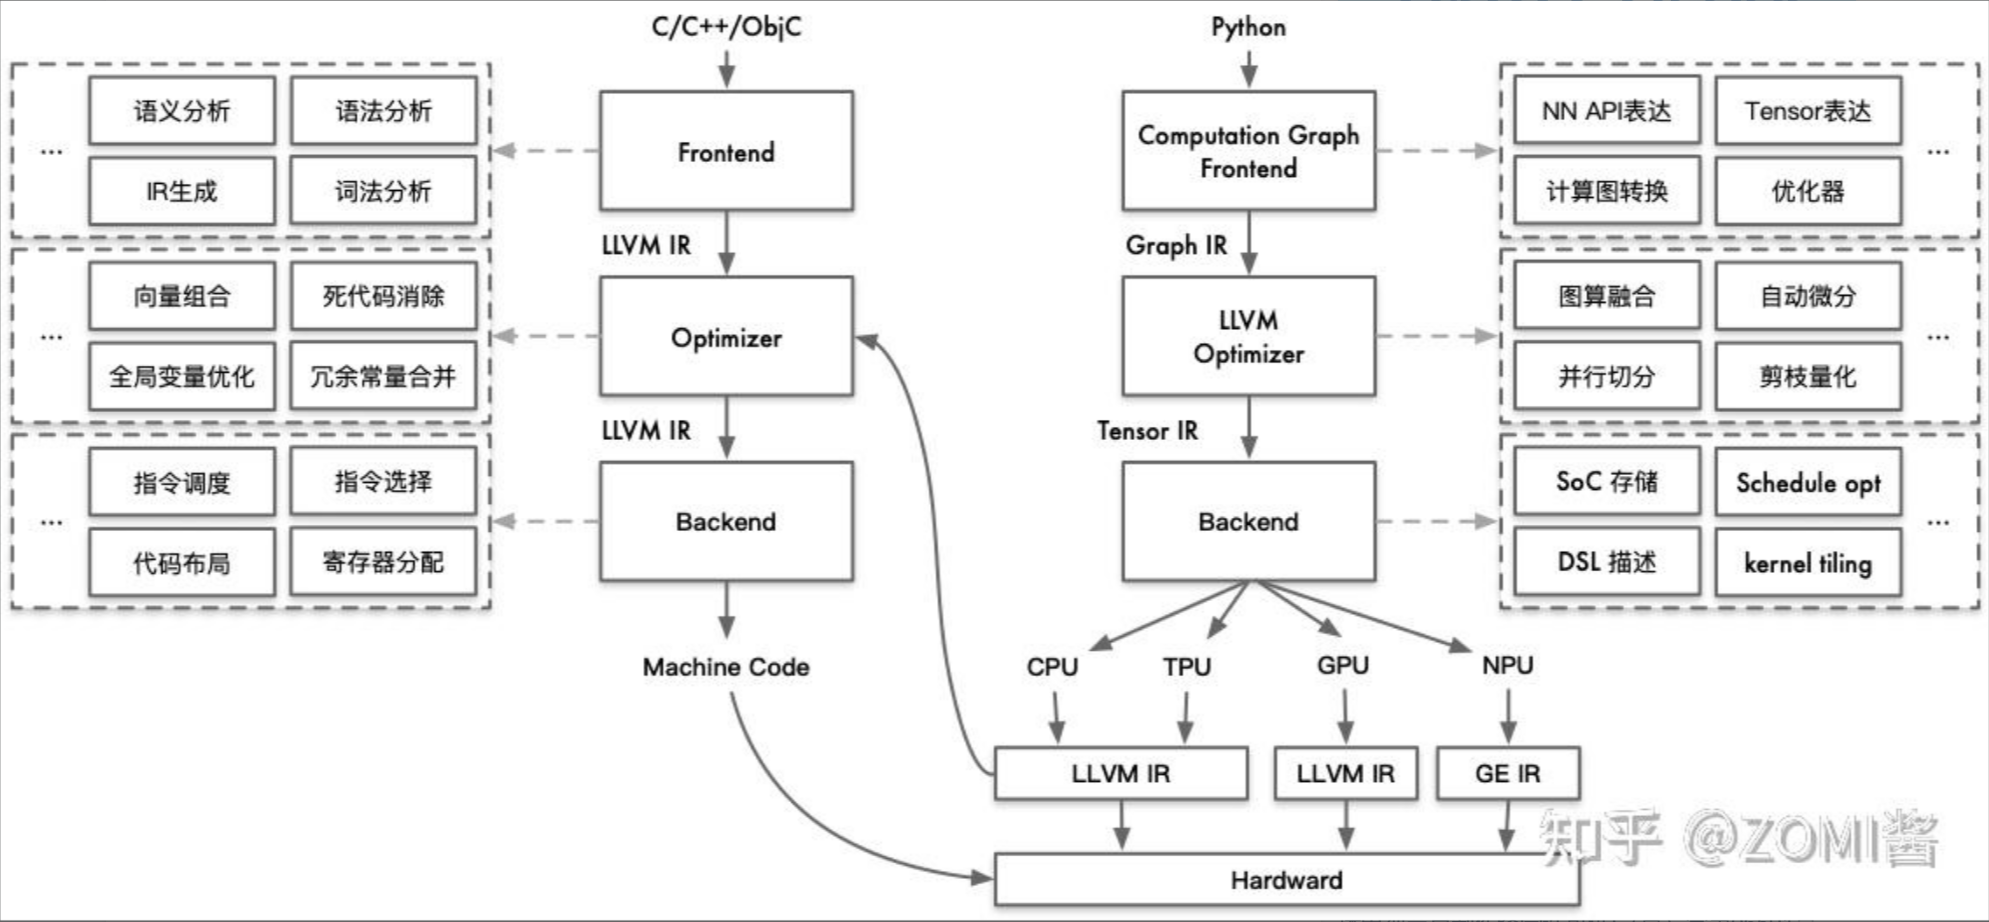 C/C++/ObjC
Python
...
语义分析
语法分析
IR生成
词法分析
Frontend
Computation Graph
Frontend
NN API表达
Tensor表达
计算图转换
优化器
...
LLVM IR
Graph IR
...
向量组合
死代码消除
全局变量优化
冗余常量合并
Optimizer
LLVM
Optimizer
图算融合
自动微分
并行切分
剪枝量化
...
LLVM IR
Tensor IR
...
指令调度
指令选择
代码布局
寄存器分配
Backend
Backend
SoC 存储
Schedule opt
DSL 描述
kernel tiling
...
Machine Code
CPU
TPU
GPU
NPU
LLVM IR
LLVM IR
GE IR
Hardward
知乎 @ZOMI酱